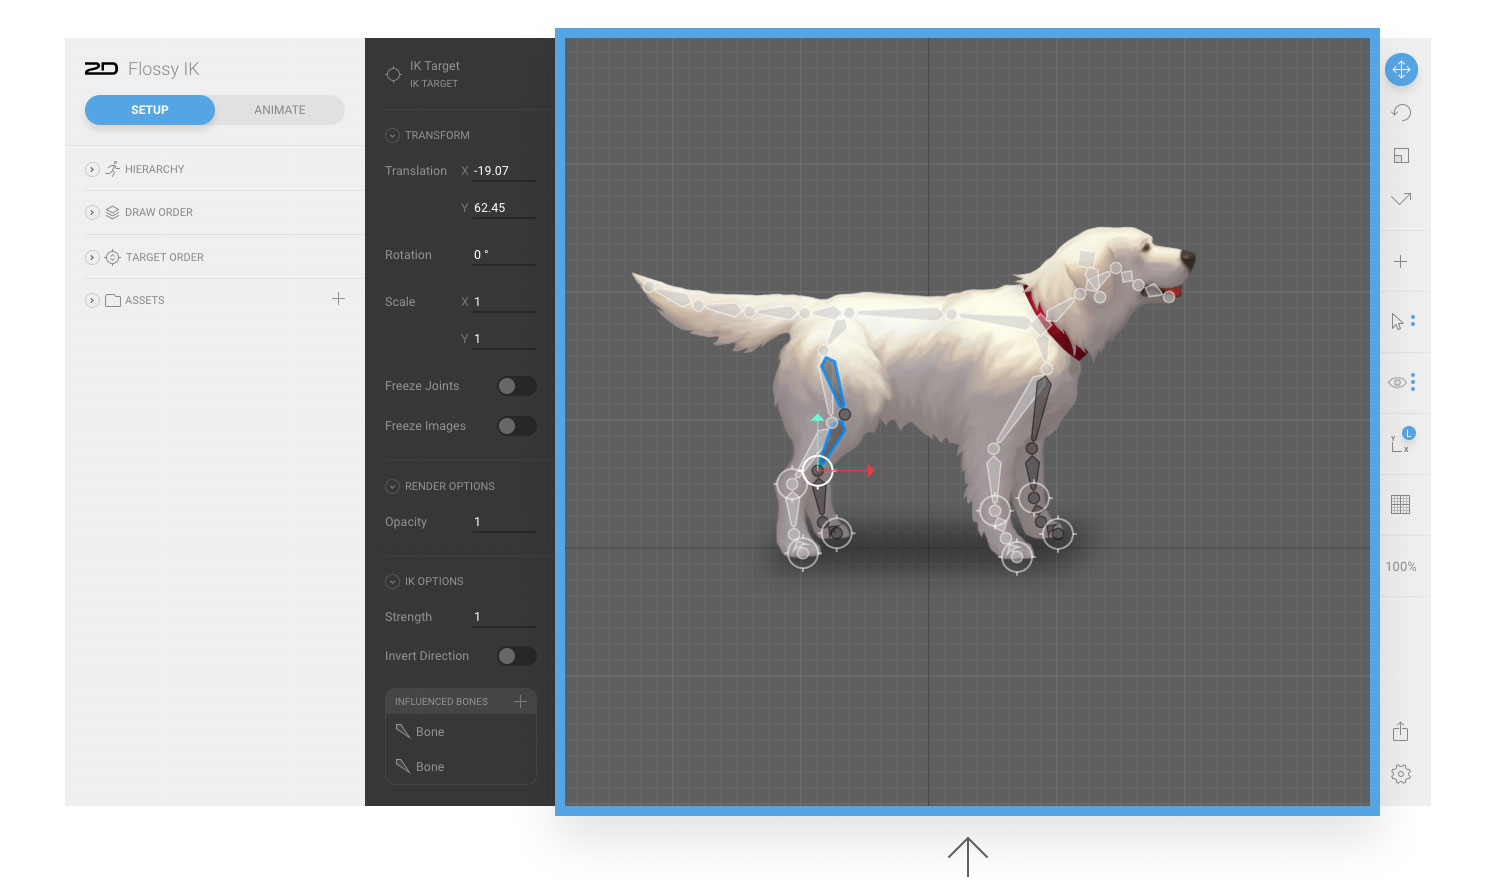 2D Flossy IK
SETUP
ANIMATE
HIERARCHY
DRAW ORDER
TARGET ORDER
ASSETS
IK Target
IK TARGET
TRANSFORM
Translation X -19.07
Y 62.45
Rotation 0 °
Scale X 1
Y 1
Freeze Joints
Freeze Images
RENDER OPTIONS
Opacity 1
IK OPTIONS
Strength 1
Invert Direction
INFLUENCED BONES
Bone
Bone
L
Y
X
100%